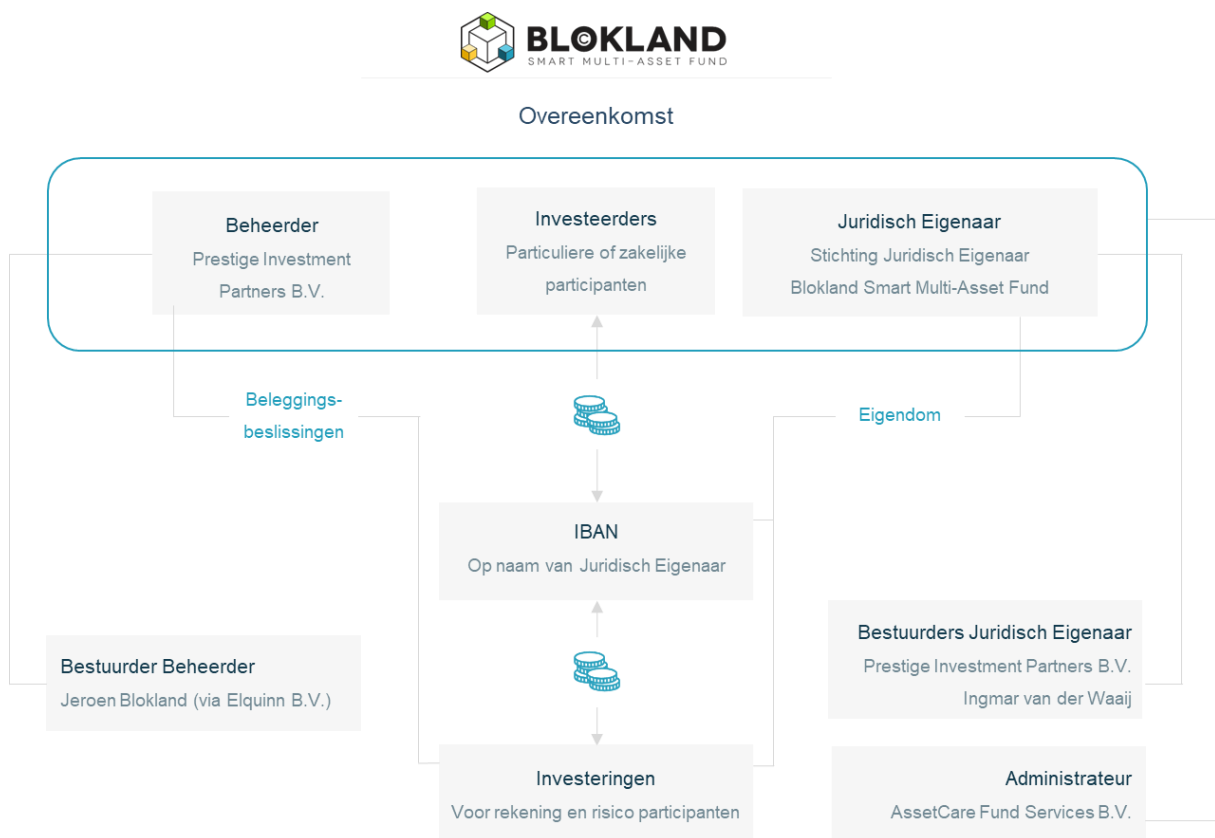 BLOKLAND
SMART MULTI-ASSET FUND
Overeenkomst
Beheerder
Prestige Investment
Partners B.V.
Investeerders
Particuliere of zakelijke
participanten
Juridisch Eigenaar
Stichting Juridisch Eigenaar
Blokland Smart Multi-Asset Fund
Beleggings-
beslissingen
Eigendom
IBAN
Op naam van Juridisch Eigenaar
Bestuurder Beheerder
Jeroen Blokland (via Elquinn B.V.)
Bestuurders Juridisch Eigenaar
Prestige Investment Partners B.V.
Ingmar van der Waaij
Investeringen
Voor rekening en risico participanten
Administrateur
AssetCare Fund Services B.V.